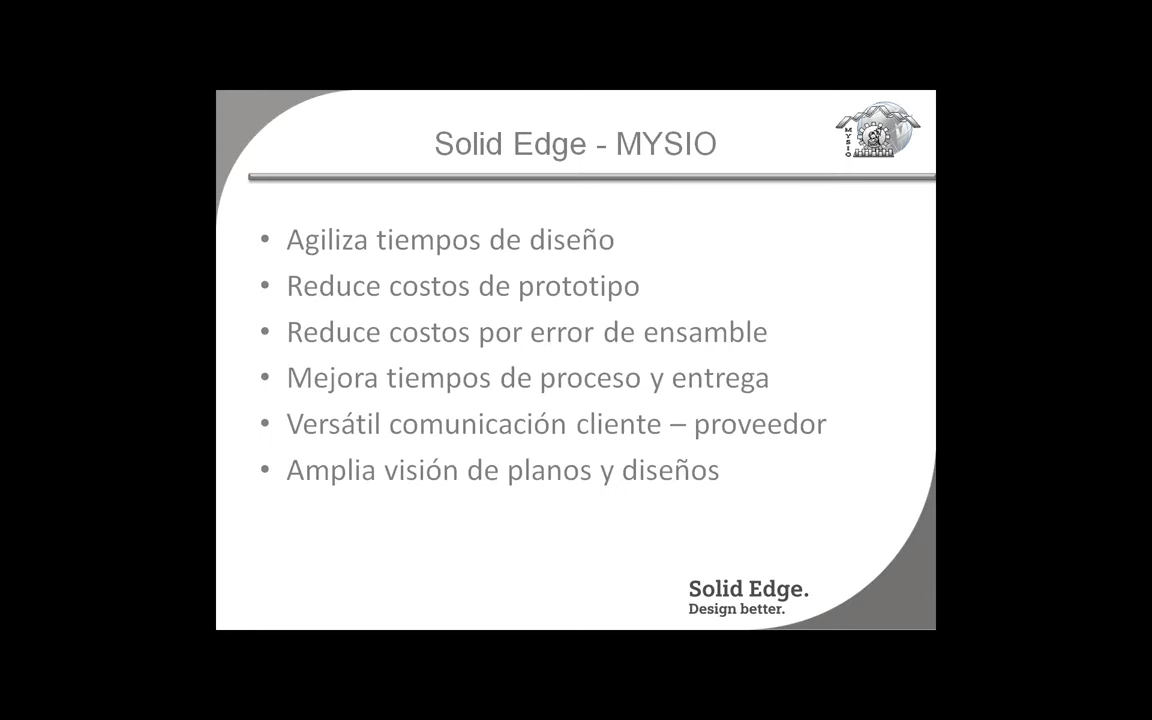 Solid Edge - MYSIO
MYSIO
• Agiliza tiempos de diseño
• Reduce costos de prototipo
• Reduce costos por error de ensamble
• Mejora tiempos de proceso y entrega
• Versátil comunicación cliente – proveedor
• Amplia visión de planos y diseños
Solid Edge.
Design better.